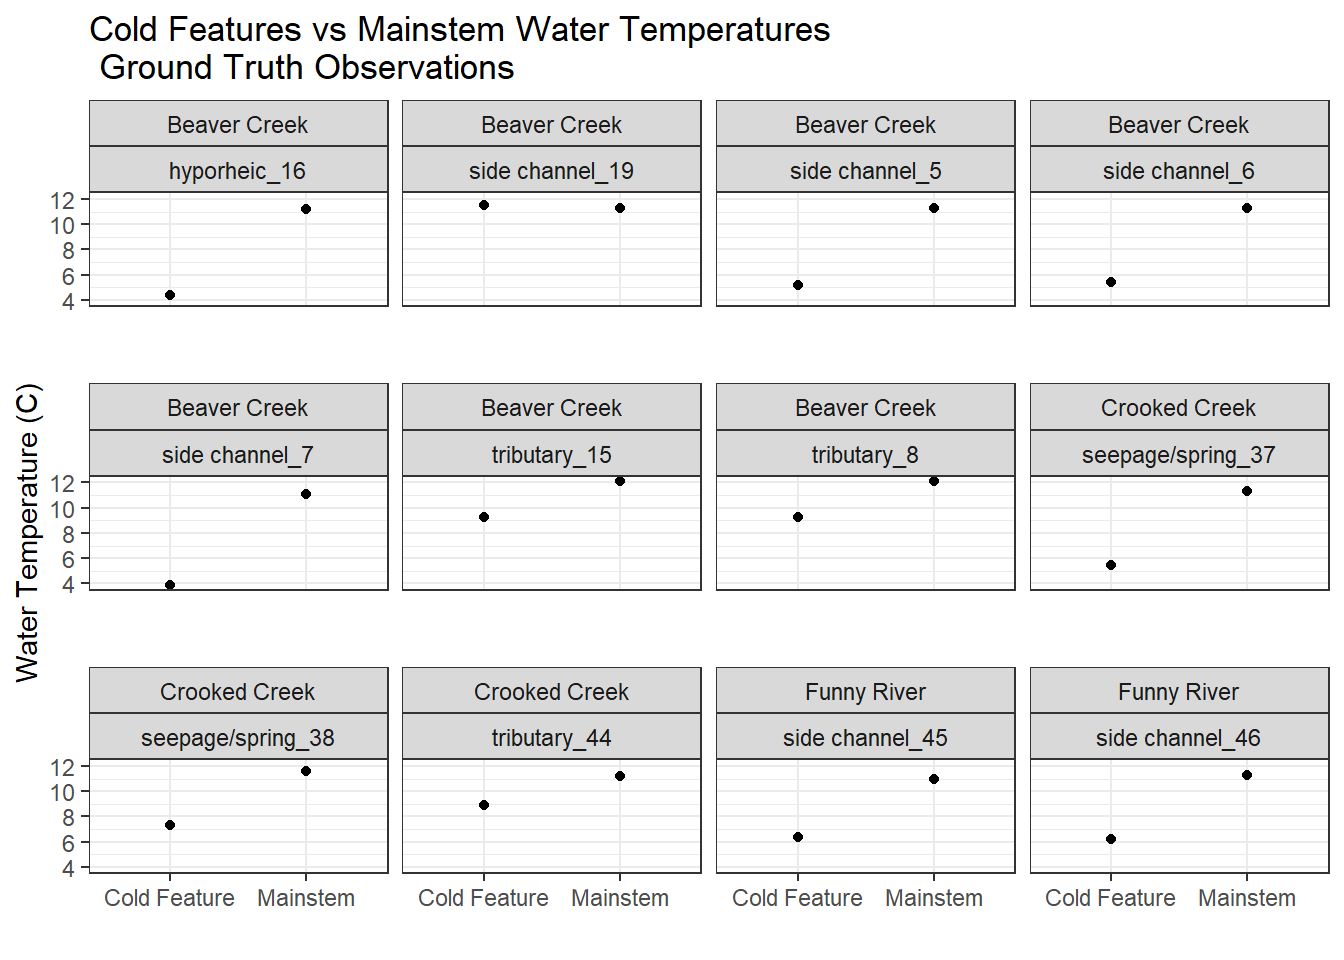 Cold Features vs Mainstem Water Temperatures
Ground Truth Observations
Beaver Creek
hyporheic_16
Beaver Creek
side channel_19
Beaver Creek
side channel_5
Beaver Creek
side channel_6
12
10
8
6
4
Beaver Creek
side channel_7
Beaver Creek
tributary_15
Beaver Creek
tributary_8
Crooked Creek
seepage/spring_37
12
10
8
6
4
Water Temperature (C)
Crooked Creek
seepage/spring_38
Crooked Creek
tributary_44
Funny River
side channel_45
Funny River
side channel_46
12
10
8
6
4
Cold Feature Mainstem
Cold Feature Mainstem
Cold Feature Mainstem
Cold Feature Mainstem